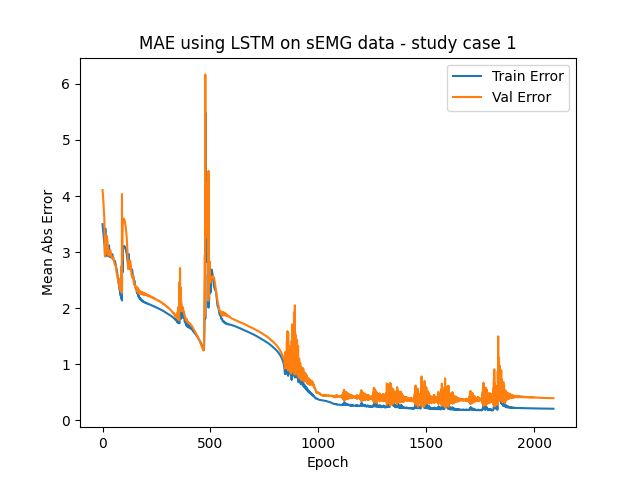 MAE using LSTM on sEMG data - study case 1
Train Error
Val Error
Mean Abs Error
6
5
4
3
2
1
0
0 500 1000 1500 2000
Epoch